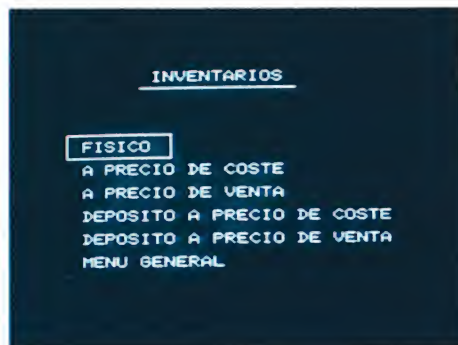 INVENTARIOS
FISICO
A PRECIO DE COSTE
A PRECIO DE VENTA
DEPOSITO A PRECIO DE COSTE
DEPOSITO A PRECIO DE VENTA
MENU GENERAL